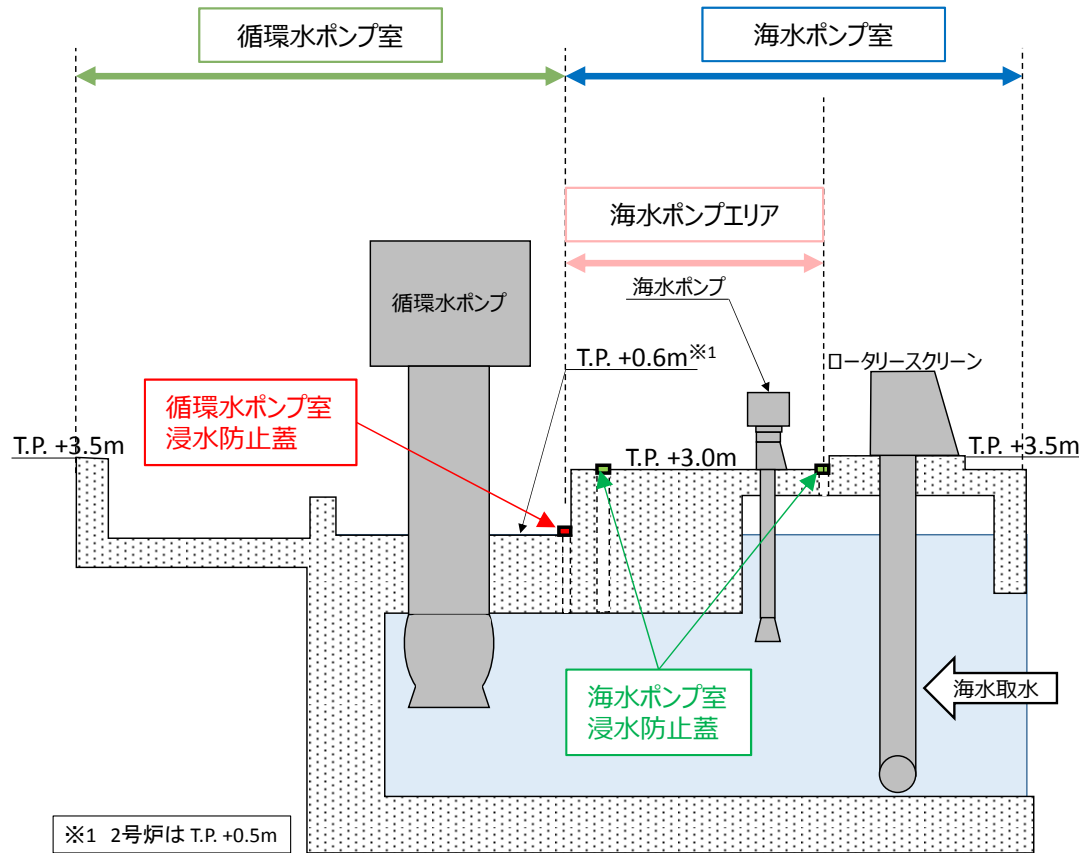 循環水ポンプ室
海水ポンプ室
海水ポンプエリア
循環水ポンプ
海水ポンプ
T.P. +0.6m※1
ロータリースクリーン
循環水ポンプ室
浸水防止蓋
T.P. +3.5m
T.P. +3.0m
T.P. +3.5m
海水ポンプ室
浸水防止蓋
海水取水
※1 2号炉は T.P. +0.5m